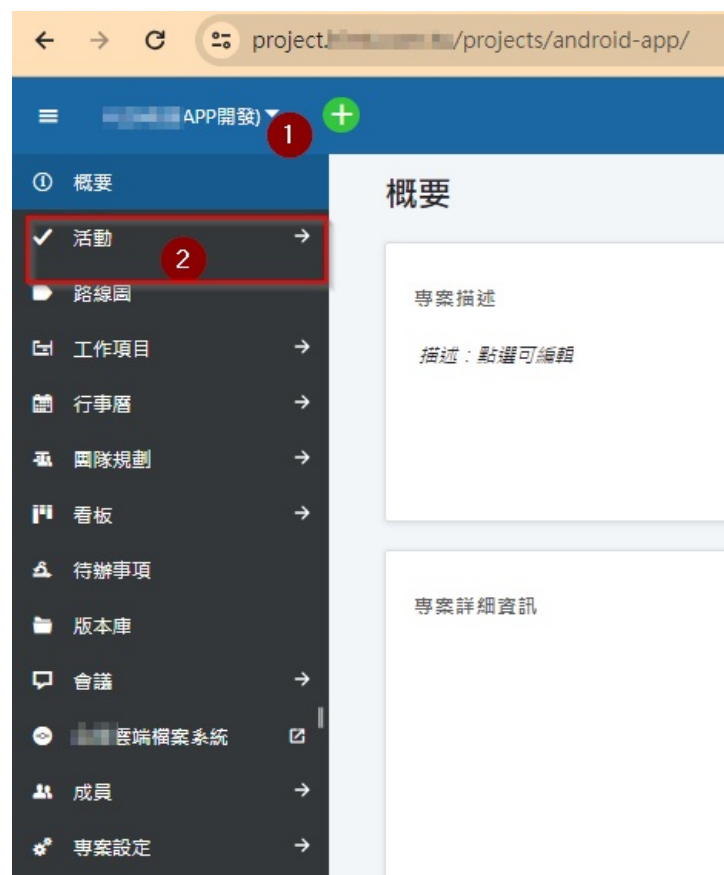 project. /projects/android-app/
APP開發)
1
概要
概要
活動
2
路線圖
專案描述
工作項目
描述：點選可編輯
行事曆
團隊規劃
看板
待辦事項
專案詳細資訊
版本庫
會議
雲端檔案系統
成員
專案設定